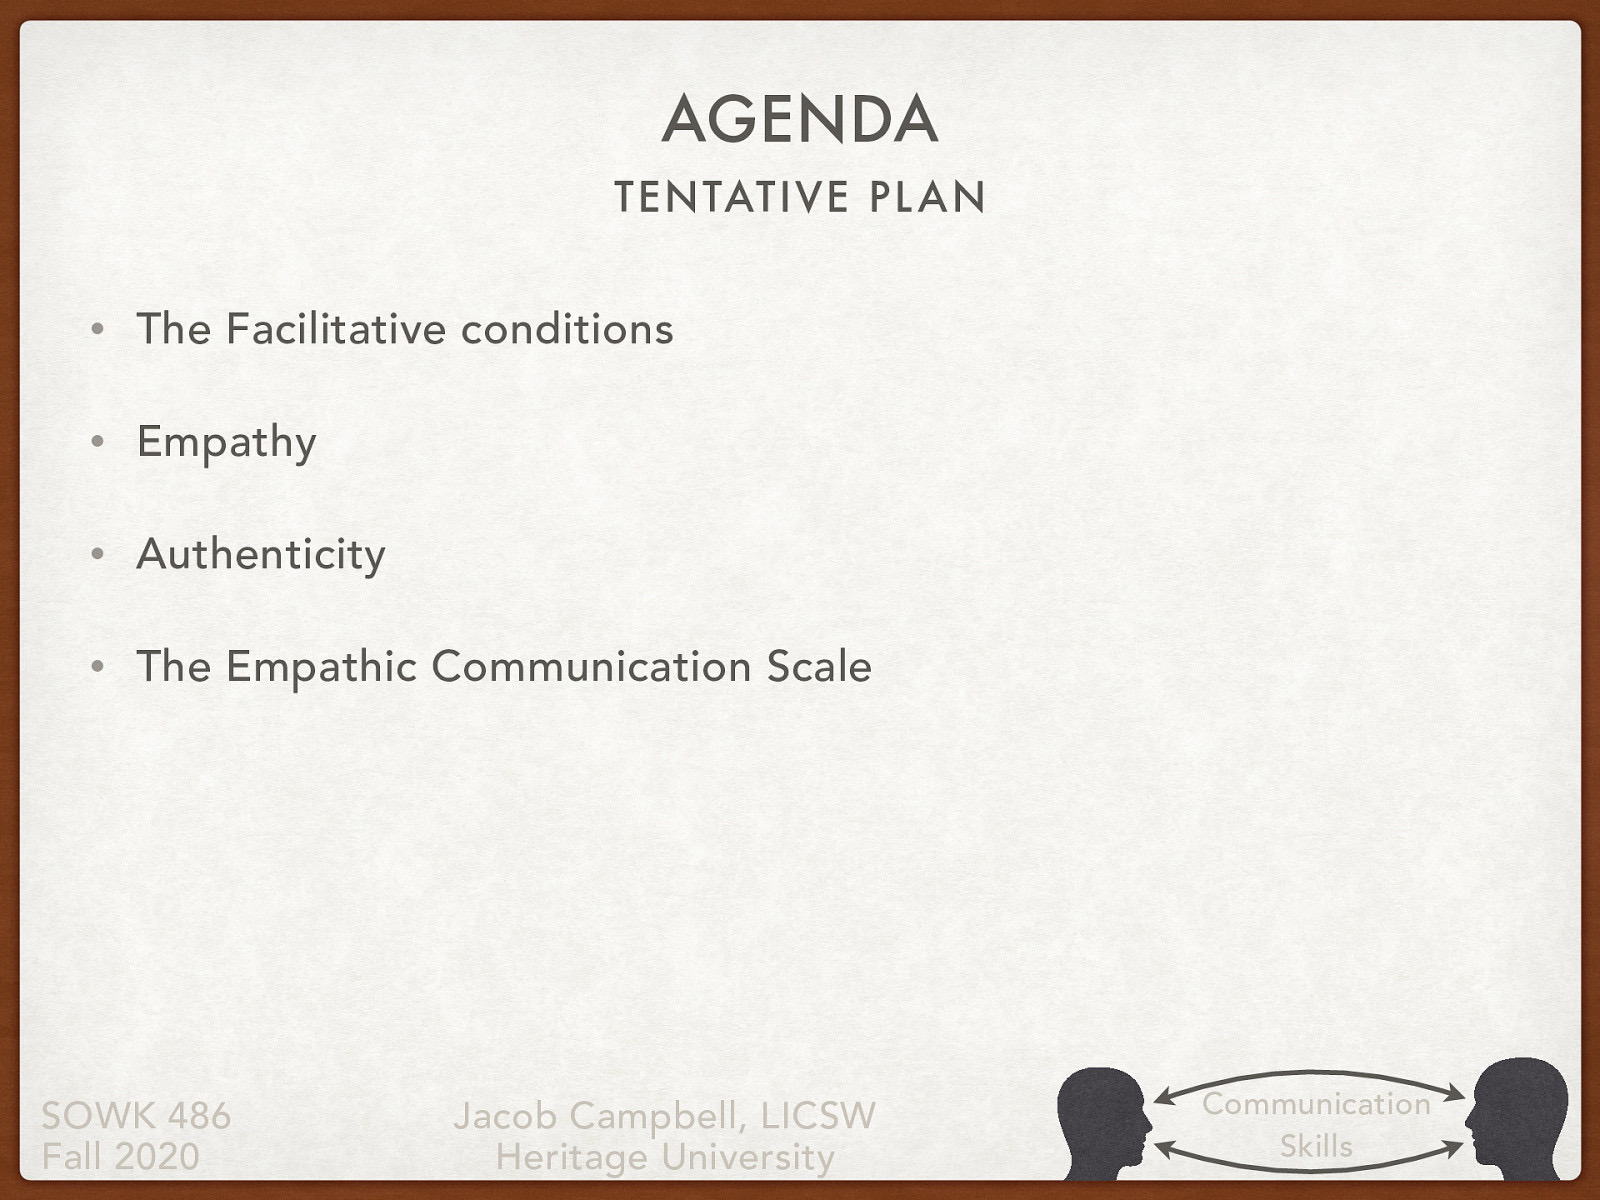 AGENDA
TENTATIVE PLAN
• The Facilitative conditions
• Empathy
• Authenticity
• The Empathic Communication Scale
SOWK 486
Fall 2020
Jacob Campbell, LICSW
Heritage University
Communication
Skills